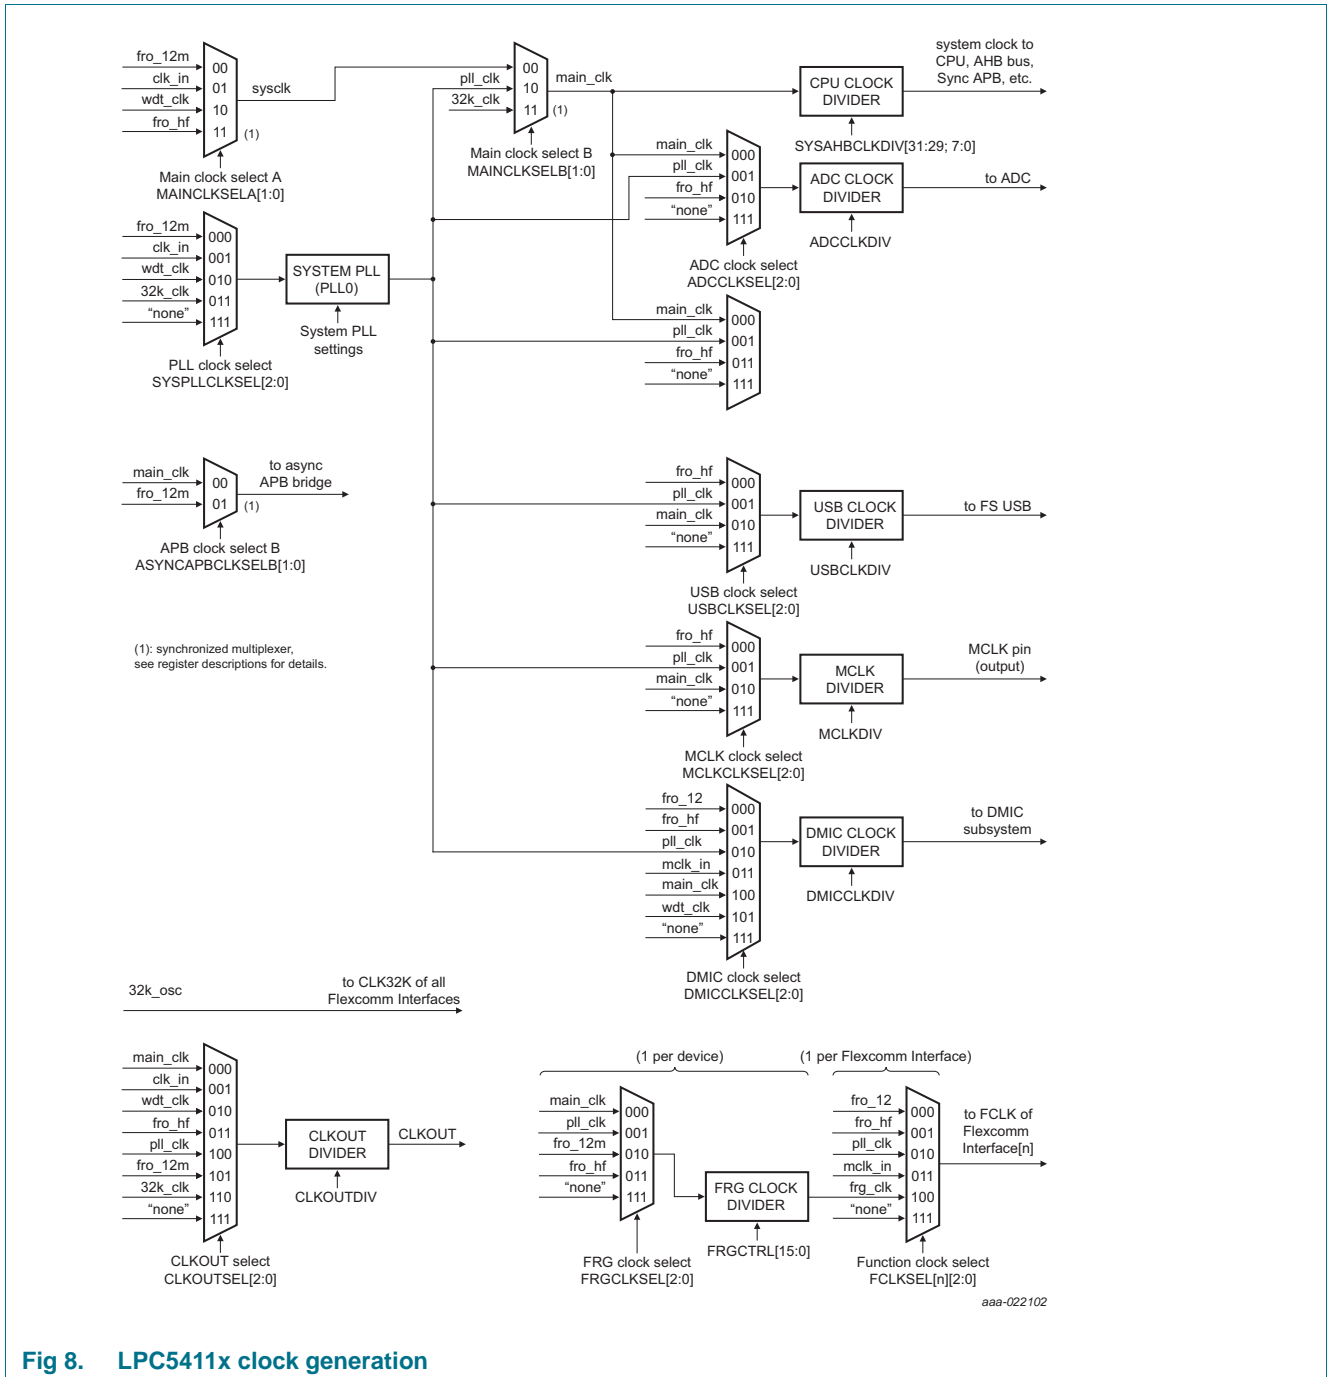 fro_12m
clk_in
wdt_clk
fro_hf
00
01
10
11
(1)
sysclk
Main clock select A
MAINCLKSELA[1:0]
pll_clk
32k_clk
00
10
11
(1)
main_clk
Main clock select B
MAINCLKSELB[1:0]
CPU CLOCK
DIVIDER
SYSAHBCLKDIV[31:29; 7:0]
system clock to
CPU, AHB bus,
Sync APB, etc.
main_clk
pll_clk
fro_hf
“none”
000
001
010
111
ADC clock select
ADCCLKSEL[2:0]
ADC CLOCK
DIVIDER
ADCCLKDIV
to ADC
fro_12m
clk_in
wdt_clk
32k_clk
“none”
000
001
010
011
111
PLL clock select
SYSPLLCLKSEL[2:0]
SYSTEM PLL
(PLL0)
System PLL
settings
main_clk
pll_clk
fro_hf
“none”
000
001
011
111
main_clk
fro_12m
00
01
(1)
to async
APB bridge
APB clock select B
ASYNCAPBCLKSELB[1:0]
fro_hf
pll_clk
main_clk
“none”
000
001
010
111
USB clock select
USBCLKSEL[2:0]
USB CLOCK
DIVIDER
USBCLKDIV
to FS USB
(1): synchronized multiplexer,
see register descriptions for details.
fro_hf
pll_clk
main_clk
“none”
000
001
010
111
MCLK clock select
MCLKCLKSEL[2:0]
MCLK
DIVIDER
MCLKDIV
MCLK pin
(output)
fro_12
fro_hf
pll_clk
mclk_in
main_clk
wdt_clk
“none”
000
001
010
011
100
101
111
DMIC clock select
DMICCLKSEL[2:0]
DMIC CLOCK
DIVIDER
DMICCLKDIV
to DMIC
subsystem
32k_osc
to CLK32K of all
Flexcomm Interfaces
main_clk
clk_in
wdt_clk
fro_hf
pll_clk
fro_12m
32k_clk
“none”
000
001
010
011
100
101
110
111
CLKOUT select
CLKOUTSEL[2:0]
CLKOUT
DIVIDER
CLKOUTDIV
CLKOUT
(1 per device)
main_clk
pll_clk
fro_12m
fro_hf
“none”
000
001
010
011
111
FRG clock select
FRGCLKSEL[2:0]
FRG CLOCK
DIVIDER
FRGCTRL[15:0]
(1 per Flexcomm Interface)
fro_12
fro_hf
pll_clk
mclk_in
frg_clk
“none”
000
001
010
011
100
111
Function clock select
FCLKSEL[n][2:0]
to FCLK of
Flexcomm
Interface[n]
aaa-022102
Fig 8. LPC5411x clock generation